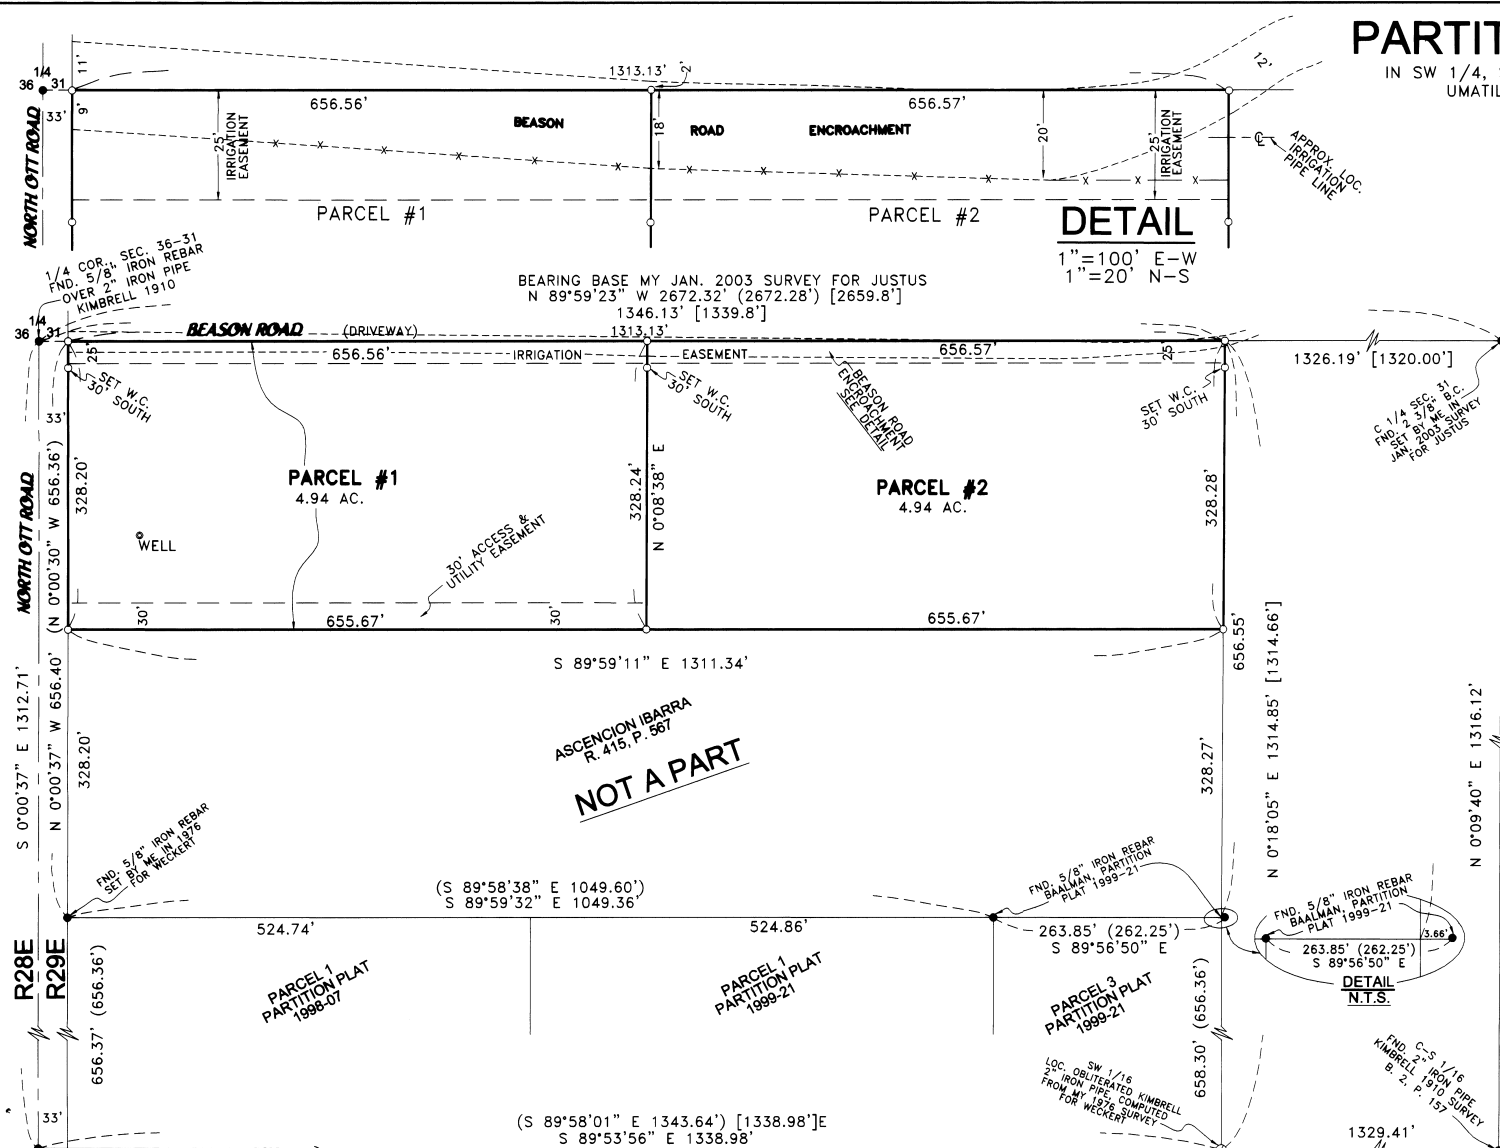 PARTIT
IN SW 1/4,
UMATIL
1/4
36 31
11'
33'
9'
NORTH OTT ROAD
1313.13'
2'
12'
656.56'
656.57'
25'
IRRIGATION
EASEMENT
BEASON
18'
ROAD
ENCROACHMENT
20'
25'
IRRIGATION
EASEMENT
APPROX. LOC.
IRRIGATION
PIPE LINE
PARCEL #1
PARCEL #2
DETAIL
1"=100' E-W
1"=20' N-S
1/4 COR., SEC. 36-31
FND. 5/8" IRON REBAR
OVER 2" IRON PIPE
KIMBRELL 1910
BEARING BASE MY JAN. 2003 SURVEY FOR JUSTUS
N 89°59'23" W 2672.32' (2672.28') [2659.8']
1346.13' [1339.8']
1/4
36 31
BEASON ROAD
(DRIVEWAY)
1313.13'
25'
656.56'
IRRIGATION
EASEMENT
656.57'
25'
1326.19' [1320.00']
SET W.C.
30' SOUTH
SET W.C.
30' SOUTH
BEASON ROAD
ENCROACHMENT
SEE DETAIL
SET W.C.
30' SOUTH
C 1/4 SEC. 31
FND. 2 3/8" B.C.
SET BY ME IN
JAN. 2003 SURVEY
FOR JUSTUS
33'
NORTH OTT ROAD
(N 0°00'30" W 656.36')
328.20'
PARCEL #1
4.94 AC.
WELL
328.24'
N 0°08'38" E
PARCEL #2
4.94 AC.
328.28'
30' ACCESS &
UTILITY EASEMENT
30'
655.67'
30'
655.67'
656.55'
S 89°59'11" E 1311.34'
S 0°00'37" E 1312.71'
N 0°00'37" W 656.40'
328.20'
ASCENCION IBARRA
R. 415, P. 567
NOT A PART
328.27'
N 0°18'05" E 1314.85' [1314.66']
N 0°09'40" E 1316.12'
FND. 5/8" IRON REBAR
SET BY ME IN 1976
FOR WECKERT
(S 89°58'38" E 1049.60')
S 89°59'32" E 1049.36'
FND. 5/8" IRON REBAR
BAALMAN, PARTITION
PLAT 1999-21
FND. 5/8" IRON REBAR
BAALMAN, PARTITION
PLAT 1999-21
524.74'
524.86'
263.85' (262.25')
S 89°56'50" E
3.66'
263.85' (262.25')
S 89°56'50" E
DETAIL
N.T.S.
R28E
R29E
656.37' (656.36')
PARCEL 1
PARTITION PLAT
1998-07
PARCEL 1
PARTITION PLAT
1999-21
PARCEL 3
PARTITION PLAT
1999-21
658.30' (656.36')
SW 1/16
LOC. OBLITERATED KIMBRELL
2" IRON PIPE, COMPUTED
FROM MY 1976 SURVEY
FOR WECKERT
C-S 1/16
FND. 2" IRON PIPE
KIMBRELL 1910 SURVEY
B. 2, P. 157
33'
(S 89°58'01" E 1343.64') [1338.98']E
S 89°53'56" E 1338.98'
1329.41'